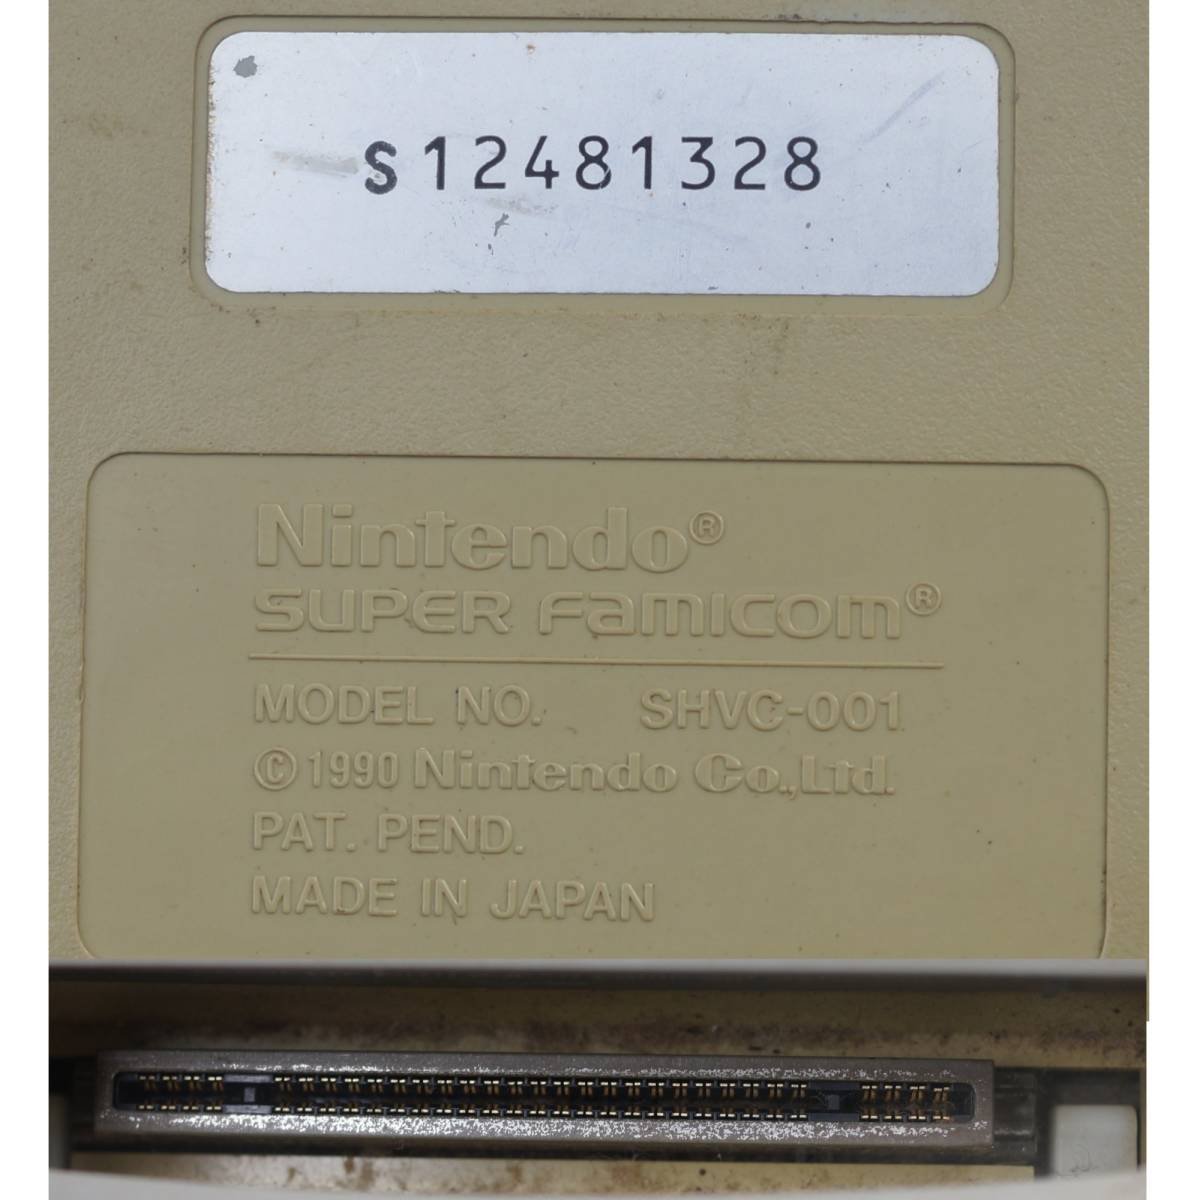 S12481328
Nintendo®
SUPER FAMICOM®
MODEL NO. SHVC-001
© 1990 Nintendo Co.,Ltd.
PAT. PEND.
MADE IN JAPAN